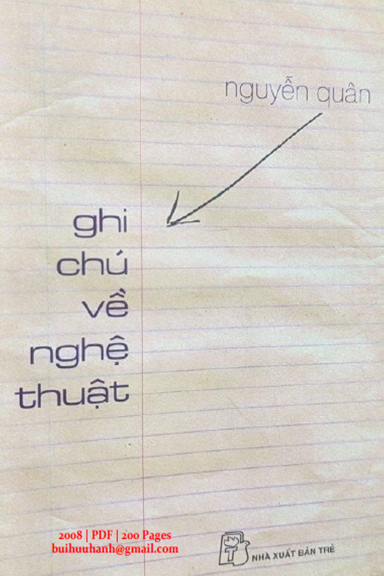 nguyễn quân
ghi
chú
về
nghệ
thuật
2008 | PDF | 200 Pages
buihuuhanh@gmail.com
NHÀ XUẤT BẢN TRẺ